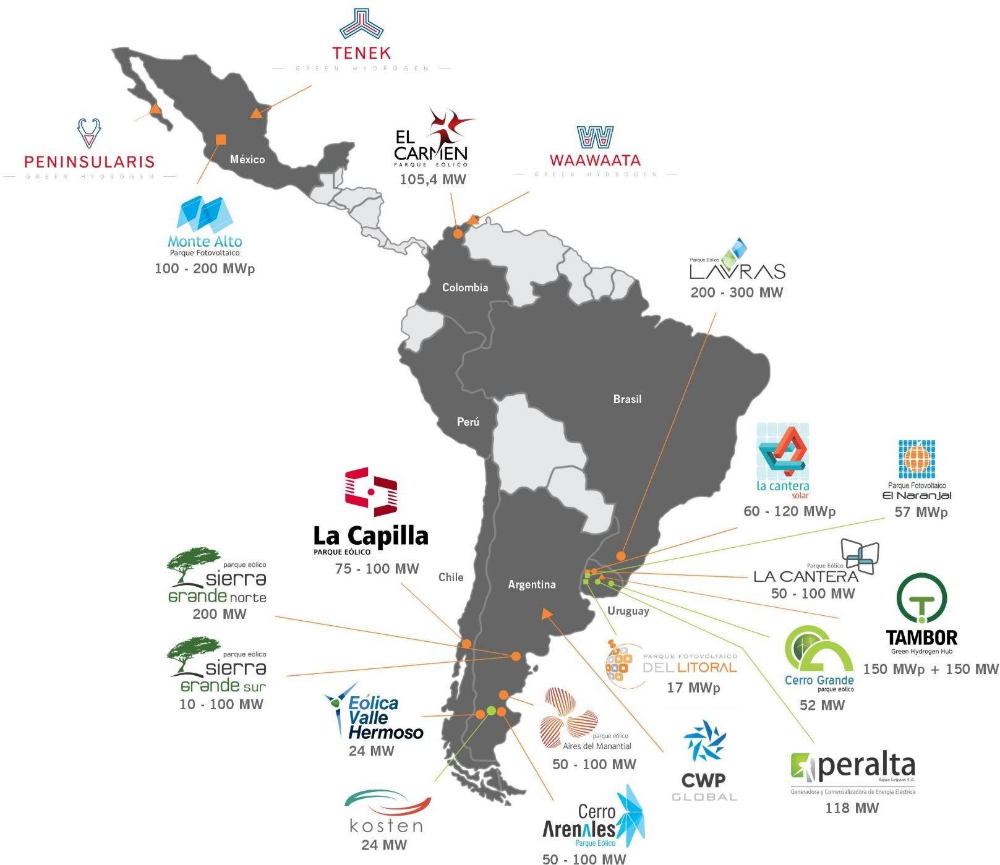 TENEK
GREEN HYDROGEN
PENINSULARIS
GREEN HYDROGEN
México
Monte Alto
Parque Fotovoltaico
100 - 200 MWp
EL
CARMEN
PARQUE EÓLICO
105,4 MW
WAAWAATA
GREEN HYDROGEN
Parque Eólico
LAVRAS
200 - 300 MW
Colombia
Brasil
Perú
la cantera
solar
60 - 120 MWp
Parque Fotovoltaico
El Naranjal
57 MWp
La Capilla
PARQUE EÓLICO
75 - 100 MW
Chile
Argentina
Uruguay
Parque Eólico
LA CANTERA
50 - 100 MW
parque eólico
sierra
grande norte
200 MW
T
TAMBOR
Green Hydrogen Hub
150 MWp + 150 MW
parque eólico
sierra
grande sur
10 - 100 MW
PARQUE FOTOVOLTAICO
DEL LITORAL
17 MWp
Cerro Grande
parque eólico
52 MW
Eólica
Valle
Hermoso
24 MW
parque eólico
Aires del Manantial
50 - 100 MW
CWP
GLOBAL
peralta
Agua Leguas S.A.
Generadora y Comercializadora de Energía Eléctrica
118 MW
kosten
24 MW
Cerro
Arenales
Parque Eólico
50 - 100 MW